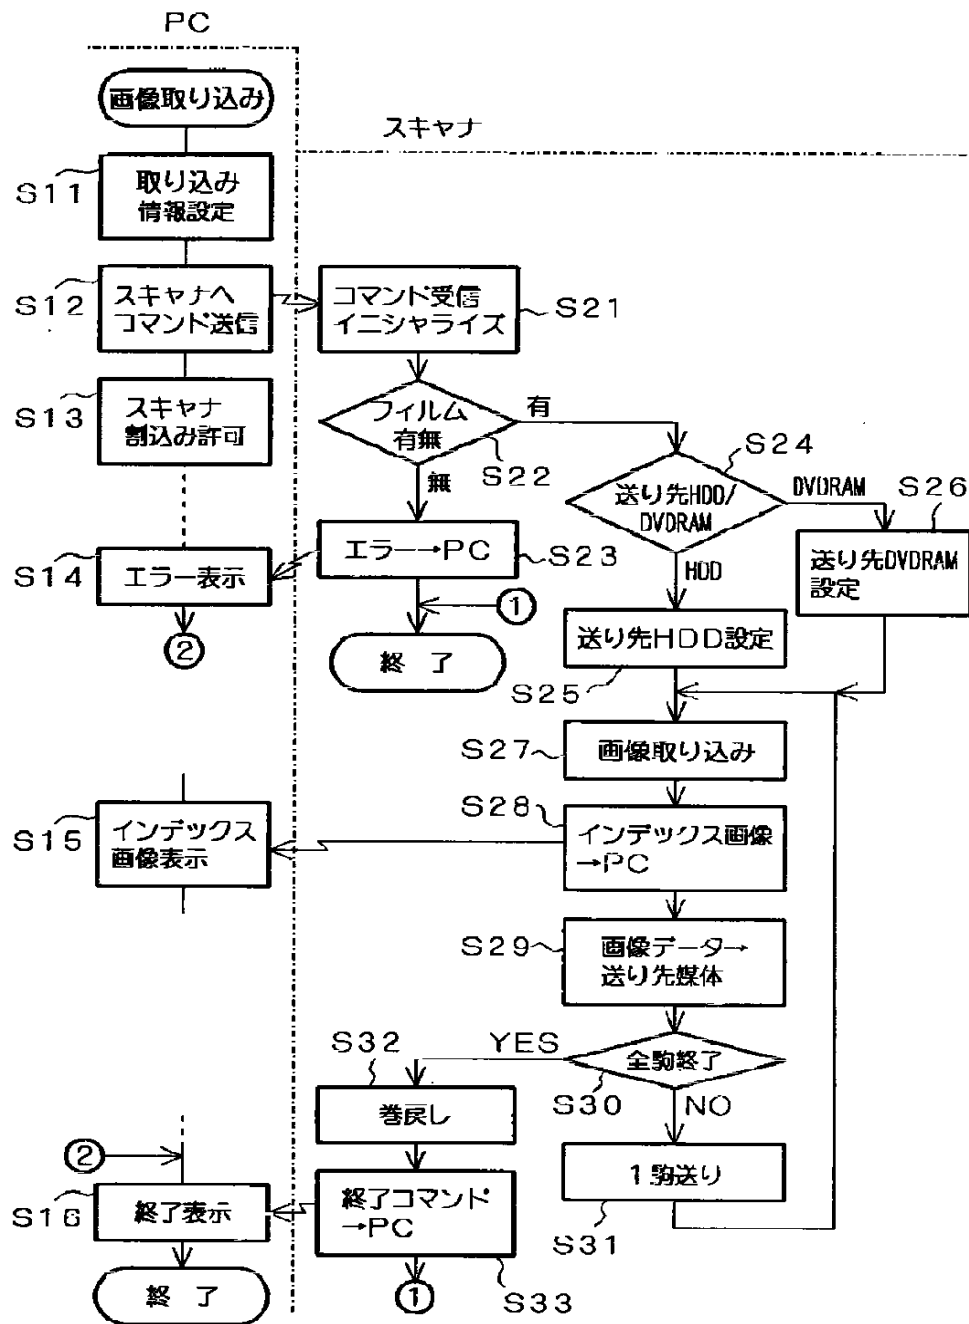 PC
画像取り込み
スキャナ
S11
取り込み
情報設定
S12
スキャナへ
コマンド送信
コマンド受信
イニシャライズ
S21
S13
スキャナ
割込み許可
フィルム
有無
有
S22
無
S24
送り先HDD/
DVDRAM
DVDRAM
S26
送り先DVDRAM
設定
HDD
S14
エラー表示
エラー→PC
S23
②
①
終 了
送り先HDD設定
S25
S27
画像取り込み
S15
インデックス
画像表示
S28
インデックス画像
→PC
S29
画像データ→
送り先媒体
S32
YES
全駒終了
S30
NO
巻戻し
②
1駒送り
S31
S16
終了表示
終了コマンド
→PC
S33
終 了
①